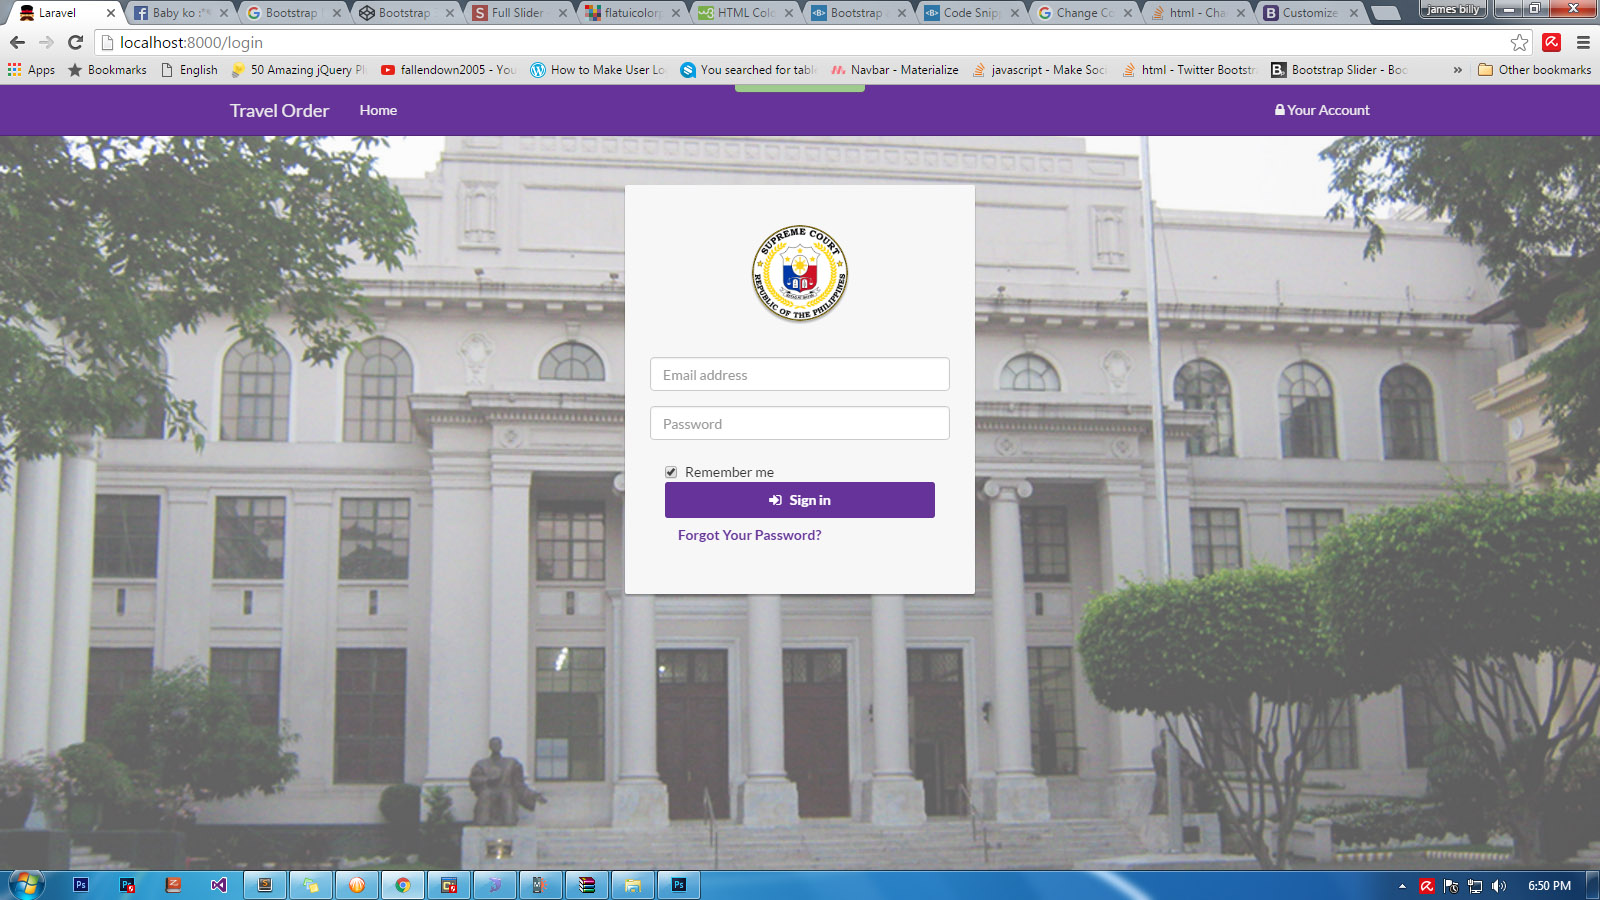 Laravel
Baby ko :'*
Bootstrap
Bootstrap
Full Slider
flatuicolor
HTML Col
Bootstrap
Code Snip
Change Co
html - Cha
Customize
james billy
localhost:8000/login
Apps
Bookmarks
English
50 Amazing jQuery Pl
fallendown2005 - You
How to Make User Lo
You searched for table
Navbar - Materialize
javascript - Make Soci
html - Twitter Bootstr
Bootstrap Slider - Boo
»
Other bookmarks
Travel Order
Home
Your Account
SUPREME COURT
REPUBLIC OF THE PHILIPPINES
Email address
Password
Remember me
Sign in
Forgot Your Password?
6:50 PM